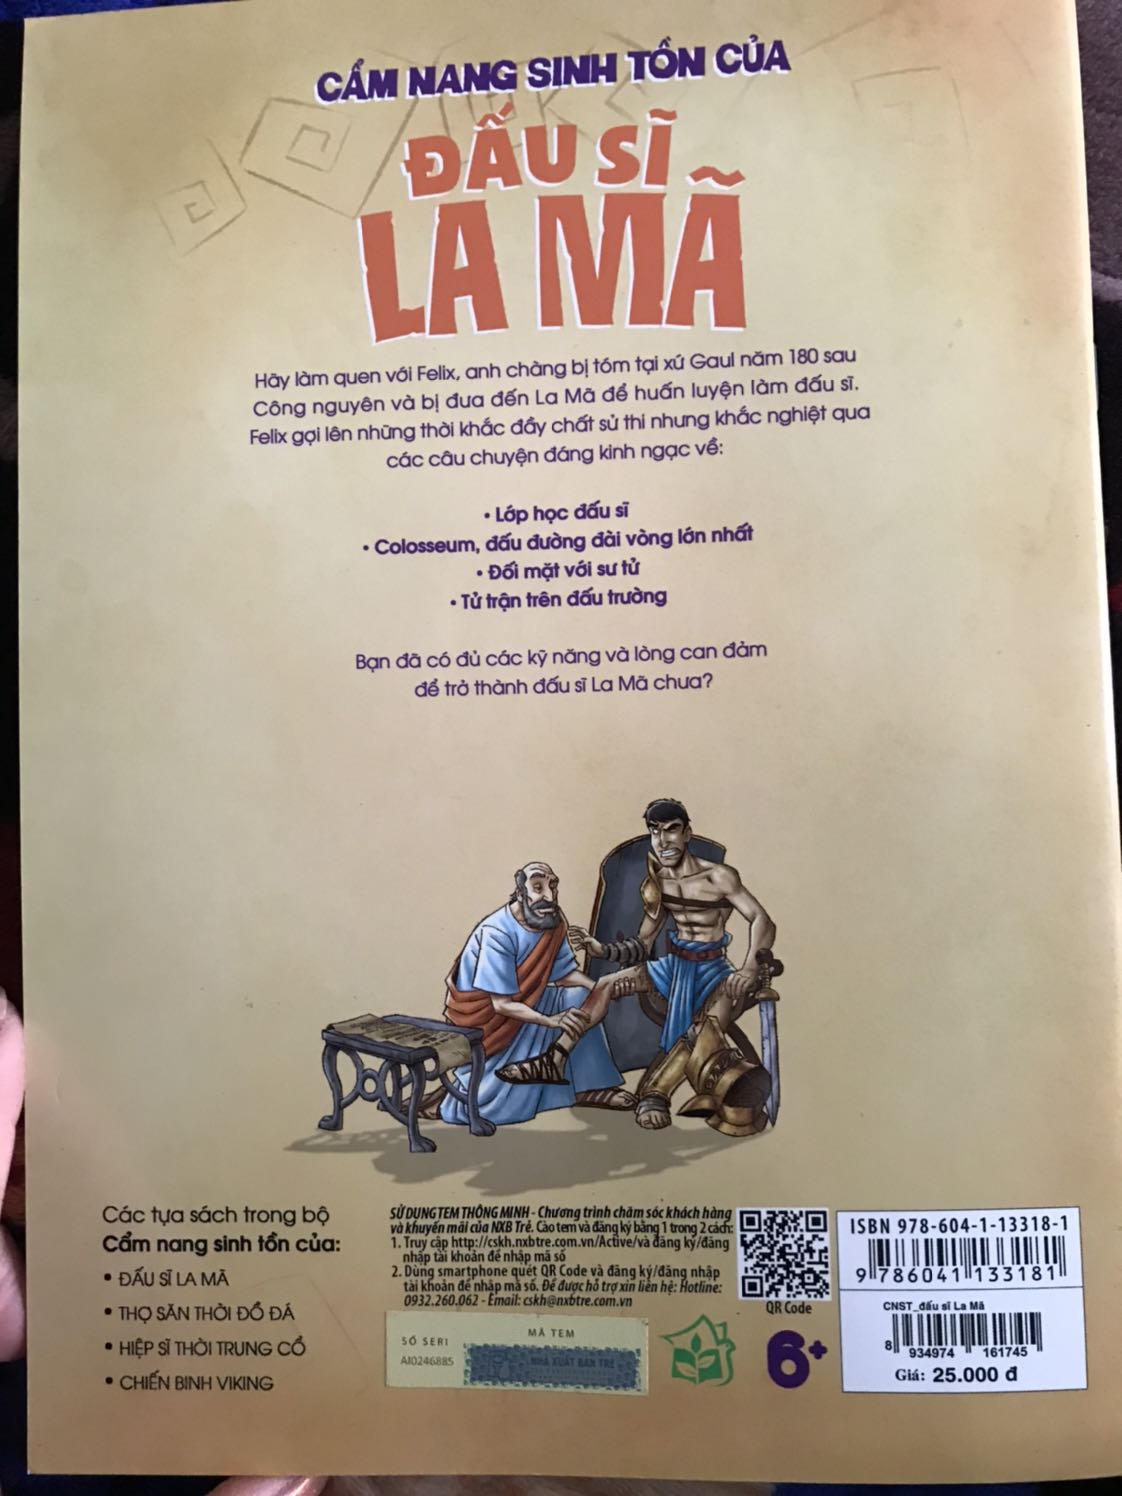 CẨM NANG SINH TỒN CỦA
ĐẤU SĨ
LA MÃ
Hãy làm quen với Felix, anh chàng bị tóm tại xứ Gaul năm 180 sau
Công nguyên và bị đưa đến La Mã để huấn luyện làm đấu sĩ.
Felix gợi lên những thời khắc đầy chất sử thi nhưng khắc nghiệt qua
các câu chuyện đáng kinh ngạc về:
• Lớp học đấu sĩ
• Colosseum, đấu đường đài vòng lớn nhất
• Đối mặt với sư tử
• Tử trận trên đấu trường
Bạn đã có đủ các kỹ năng và lòng can đảm
để trở thành đấu sĩ La Mã chưa?
Các tựa sách trong bộ
Cẩm nang sinh tồn của:
• ĐẤU SĨ LA MÃ
• THỢ SĂN THỜI ĐỒ ĐÁ
• HIỆP SĨ THỜI TRUNG CỔ
• CHIẾN BINH VIKING
SỬ DỤNG TEM THÔNG MINH - Chương trình chăm sóc khách hàng
và khuyến mãi của NXB Trẻ. Cào tem và đăng ký bằng 1 trong 2 cách:
1. Truy cập http://cskh.nxbtre.com.vn/Active/và đăng ký/đăng
nhập tài khoản để nhập mã số
2. Dùng smartphone quét QR Code và đăng ký/đăng nhập
tài khoản để nhập mã số. Để được hỗ trợ xin liên hệ: Hotline:
0932.260.062 - Email: cskh@nxbtre.com.vn
SỐ SERI
AI0246885
MÃ TEM
NHÀ XUẤT BẢN TRẺ
QR Code
6+
ISBN 978-604-1-13318-1
9 786041 133181
CNST_đấu sĩ La Mã
8 934974 161745
Giá: 25.000 đ